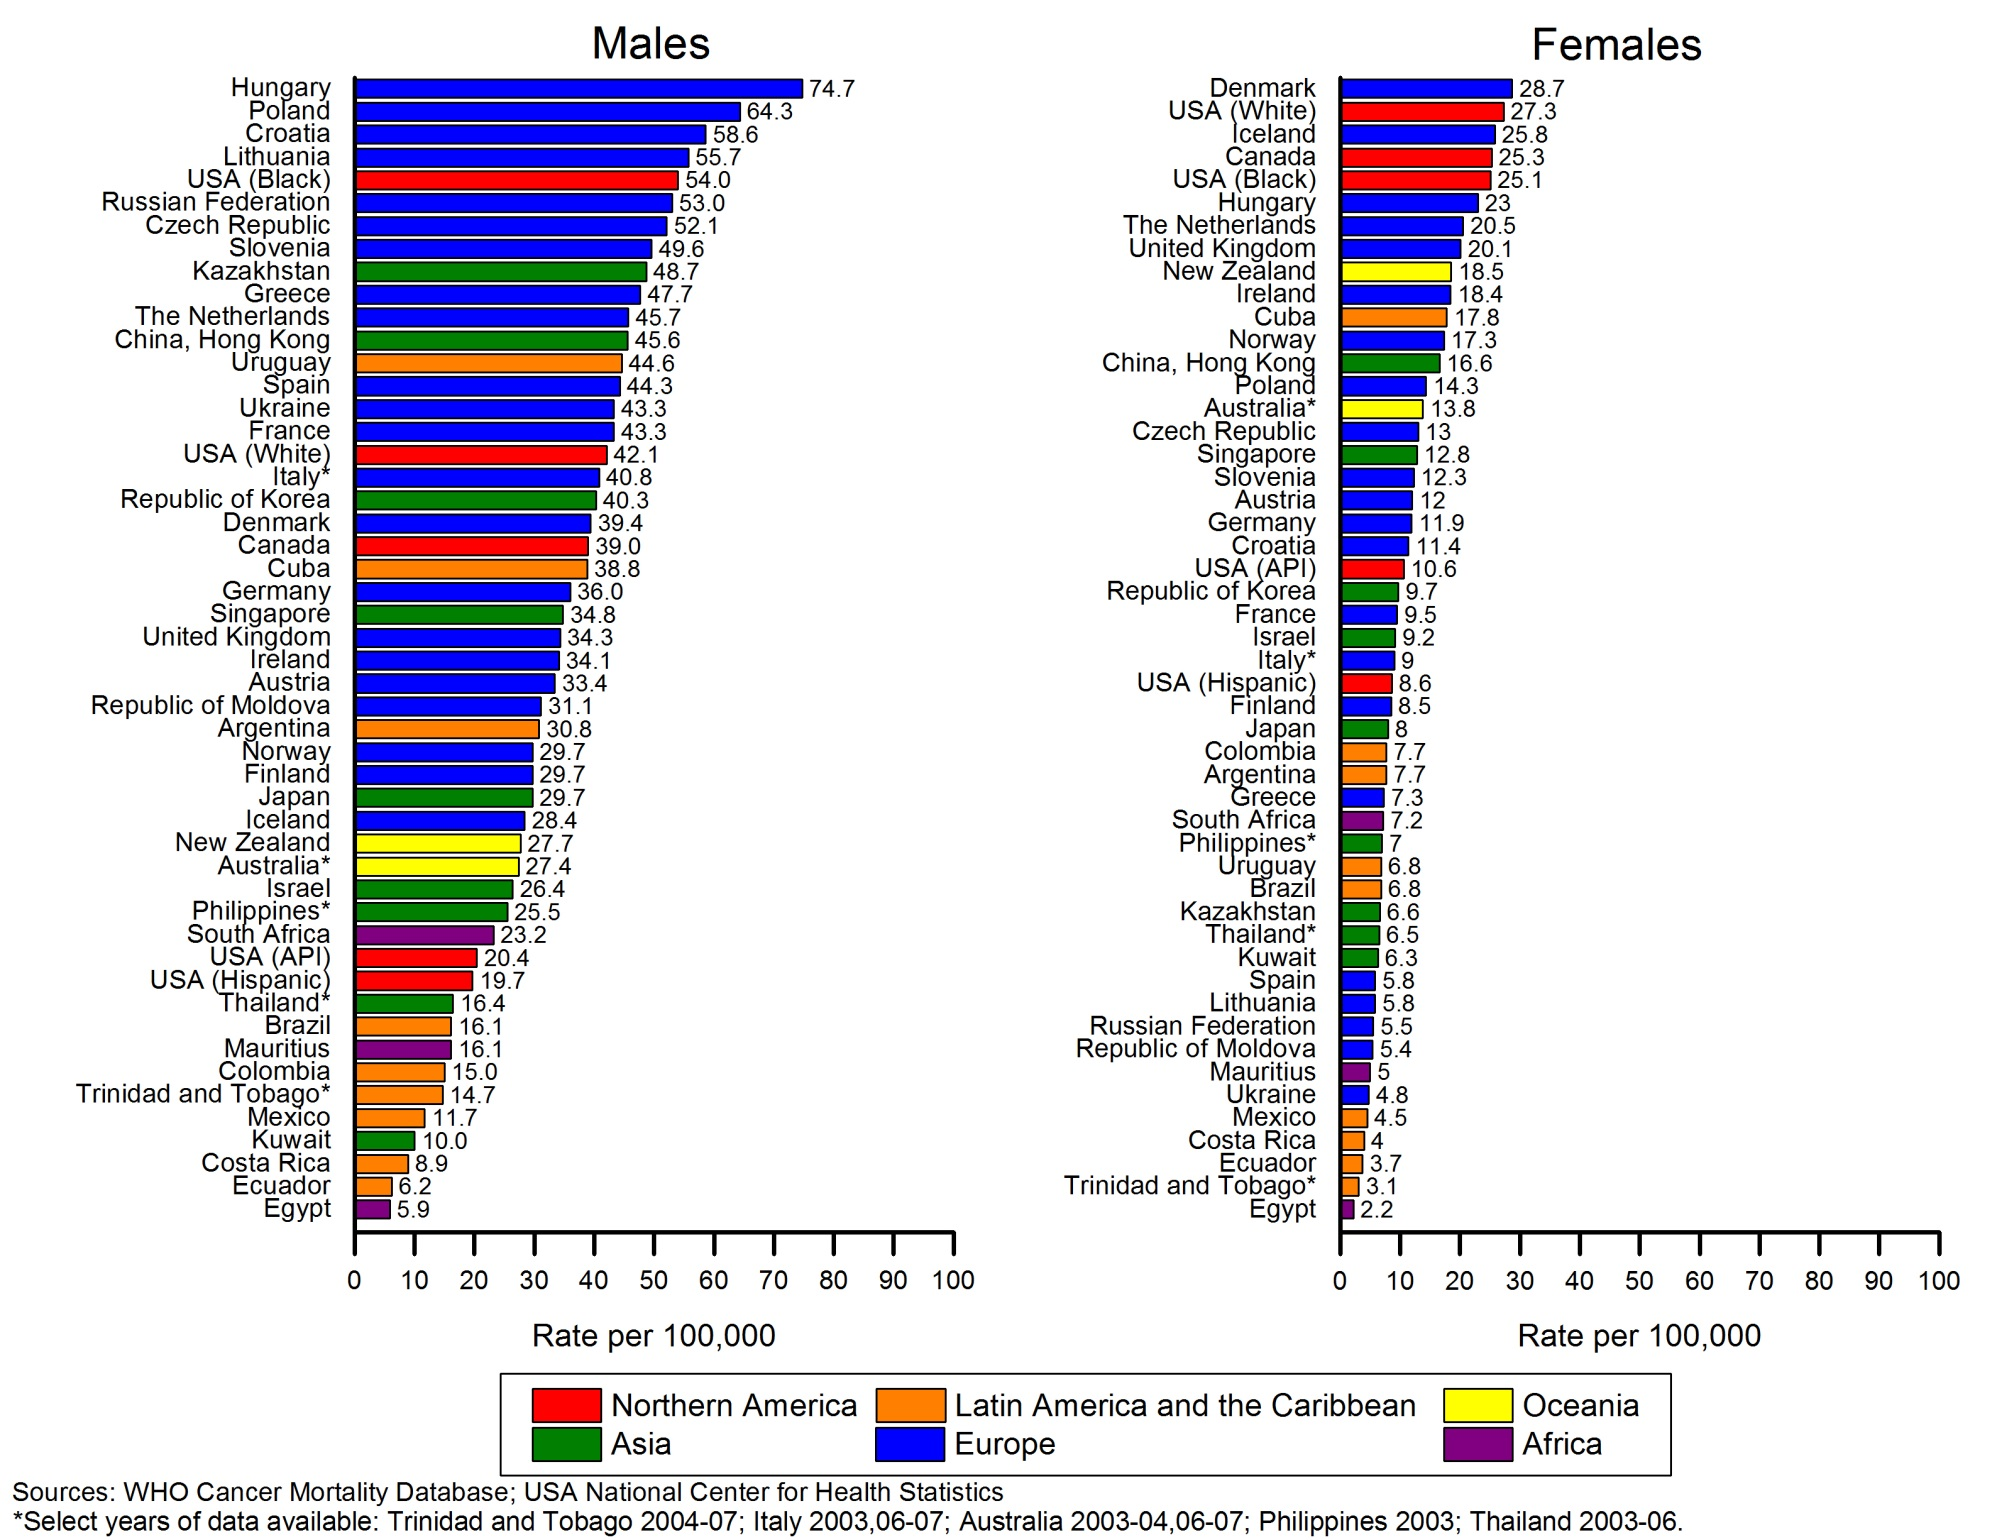 Males
Hungary 74.7
Poland 64.3
Croatia 58.6
Lithuania 55.7
USA (Black) 54.0
Russian Federation 53.0
Czech Republic 52.1
Slovenia 49.6
Kazakhstan 48.7
Greece 47.7
The Netherlands 45.7
China, Hong Kong 45.6
Uruguay 44.6
Spain 44.3
Ukraine 43.3
France 43.3
USA (White) 42.1
Italy* 40.8
Republic of Korea 40.3
Denmark 39.4
Canada 39.0
Cuba 38.8
Germany 36.0
Singapore 34.8
United Kingdom 34.3
Ireland 34.1
Austria 33.4
Republic of Moldova 31.1
Argentina 30.8
Norway 29.7
Finland 29.7
Japan 29.7
Iceland 28.4
New Zealand 27.7
Australia* 27.4
Israel 26.4
Philippines* 25.5
South Africa 23.2
USA (API) 20.4
USA (Hispanic) 19.7
Thailand* 16.4
Brazil 16.1
Mauritius 16.1
Colombia 15.0
Trinidad and Tobago* 14.7
Mexico 11.7
Kuwait 10.0
Costa Rica 8.9
Ecuador 6.2
Egypt 5.9
0 10 20 30 40 50 60 70 80 90 100
Rate per 100,000
Females
Denmark 28.7
USA (White) 27.3
Iceland 25.8
Canada 25.3
USA (Black) 25.1
Hungary 23
The Netherlands 20.5
United Kingdom 20.1
New Zealand 18.5
Ireland 18.4
Cuba 17.8
Norway 17.3
China, Hong Kong 16.6
Poland 14.3
Australia* 13.8
Czech Republic 13
Singapore 12.8
Slovenia 12.3
Austria 12
Germany 11.9
Croatia 11.4
USA (API) 10.6
Republic of Korea 9.7
France 9.5
Israel 9.2
Italy* 9
USA (Hispanic) 8.6
Finland 8.5
Japan 8
Colombia 7.7
Argentina 7.7
Greece 7.3
South Africa 7.2
Philippines* 7
Uruguay 6.8
Brazil 6.8
Kazakhstan 6.6
Thailand* 6.5
Kuwait 6.3
Spain 5.8
Lithuania 5.8
Russian Federation 5.5
Republic of Moldova 5.4
Mauritius 5
Ukraine 4.8
Mexico 4.5
Costa Rica 4
Ecuador 3.7
Trinidad and Tobago* 3.1
Egypt 2.2
0 10 20 30 40 50 60 70 80 90 100
Rate per 100,000
Northern America Latin America and the Caribbean Oceania
Asia Europe Africa
Sources: WHO Cancer Mortality Database; USA National Center for Health Statistics
*Select years of data available: Trinidad and Tobago 2004-07; Italy 2003,06-07; Australia 2003-04,06-07; Philippines 2003; Thailand 2003-06.